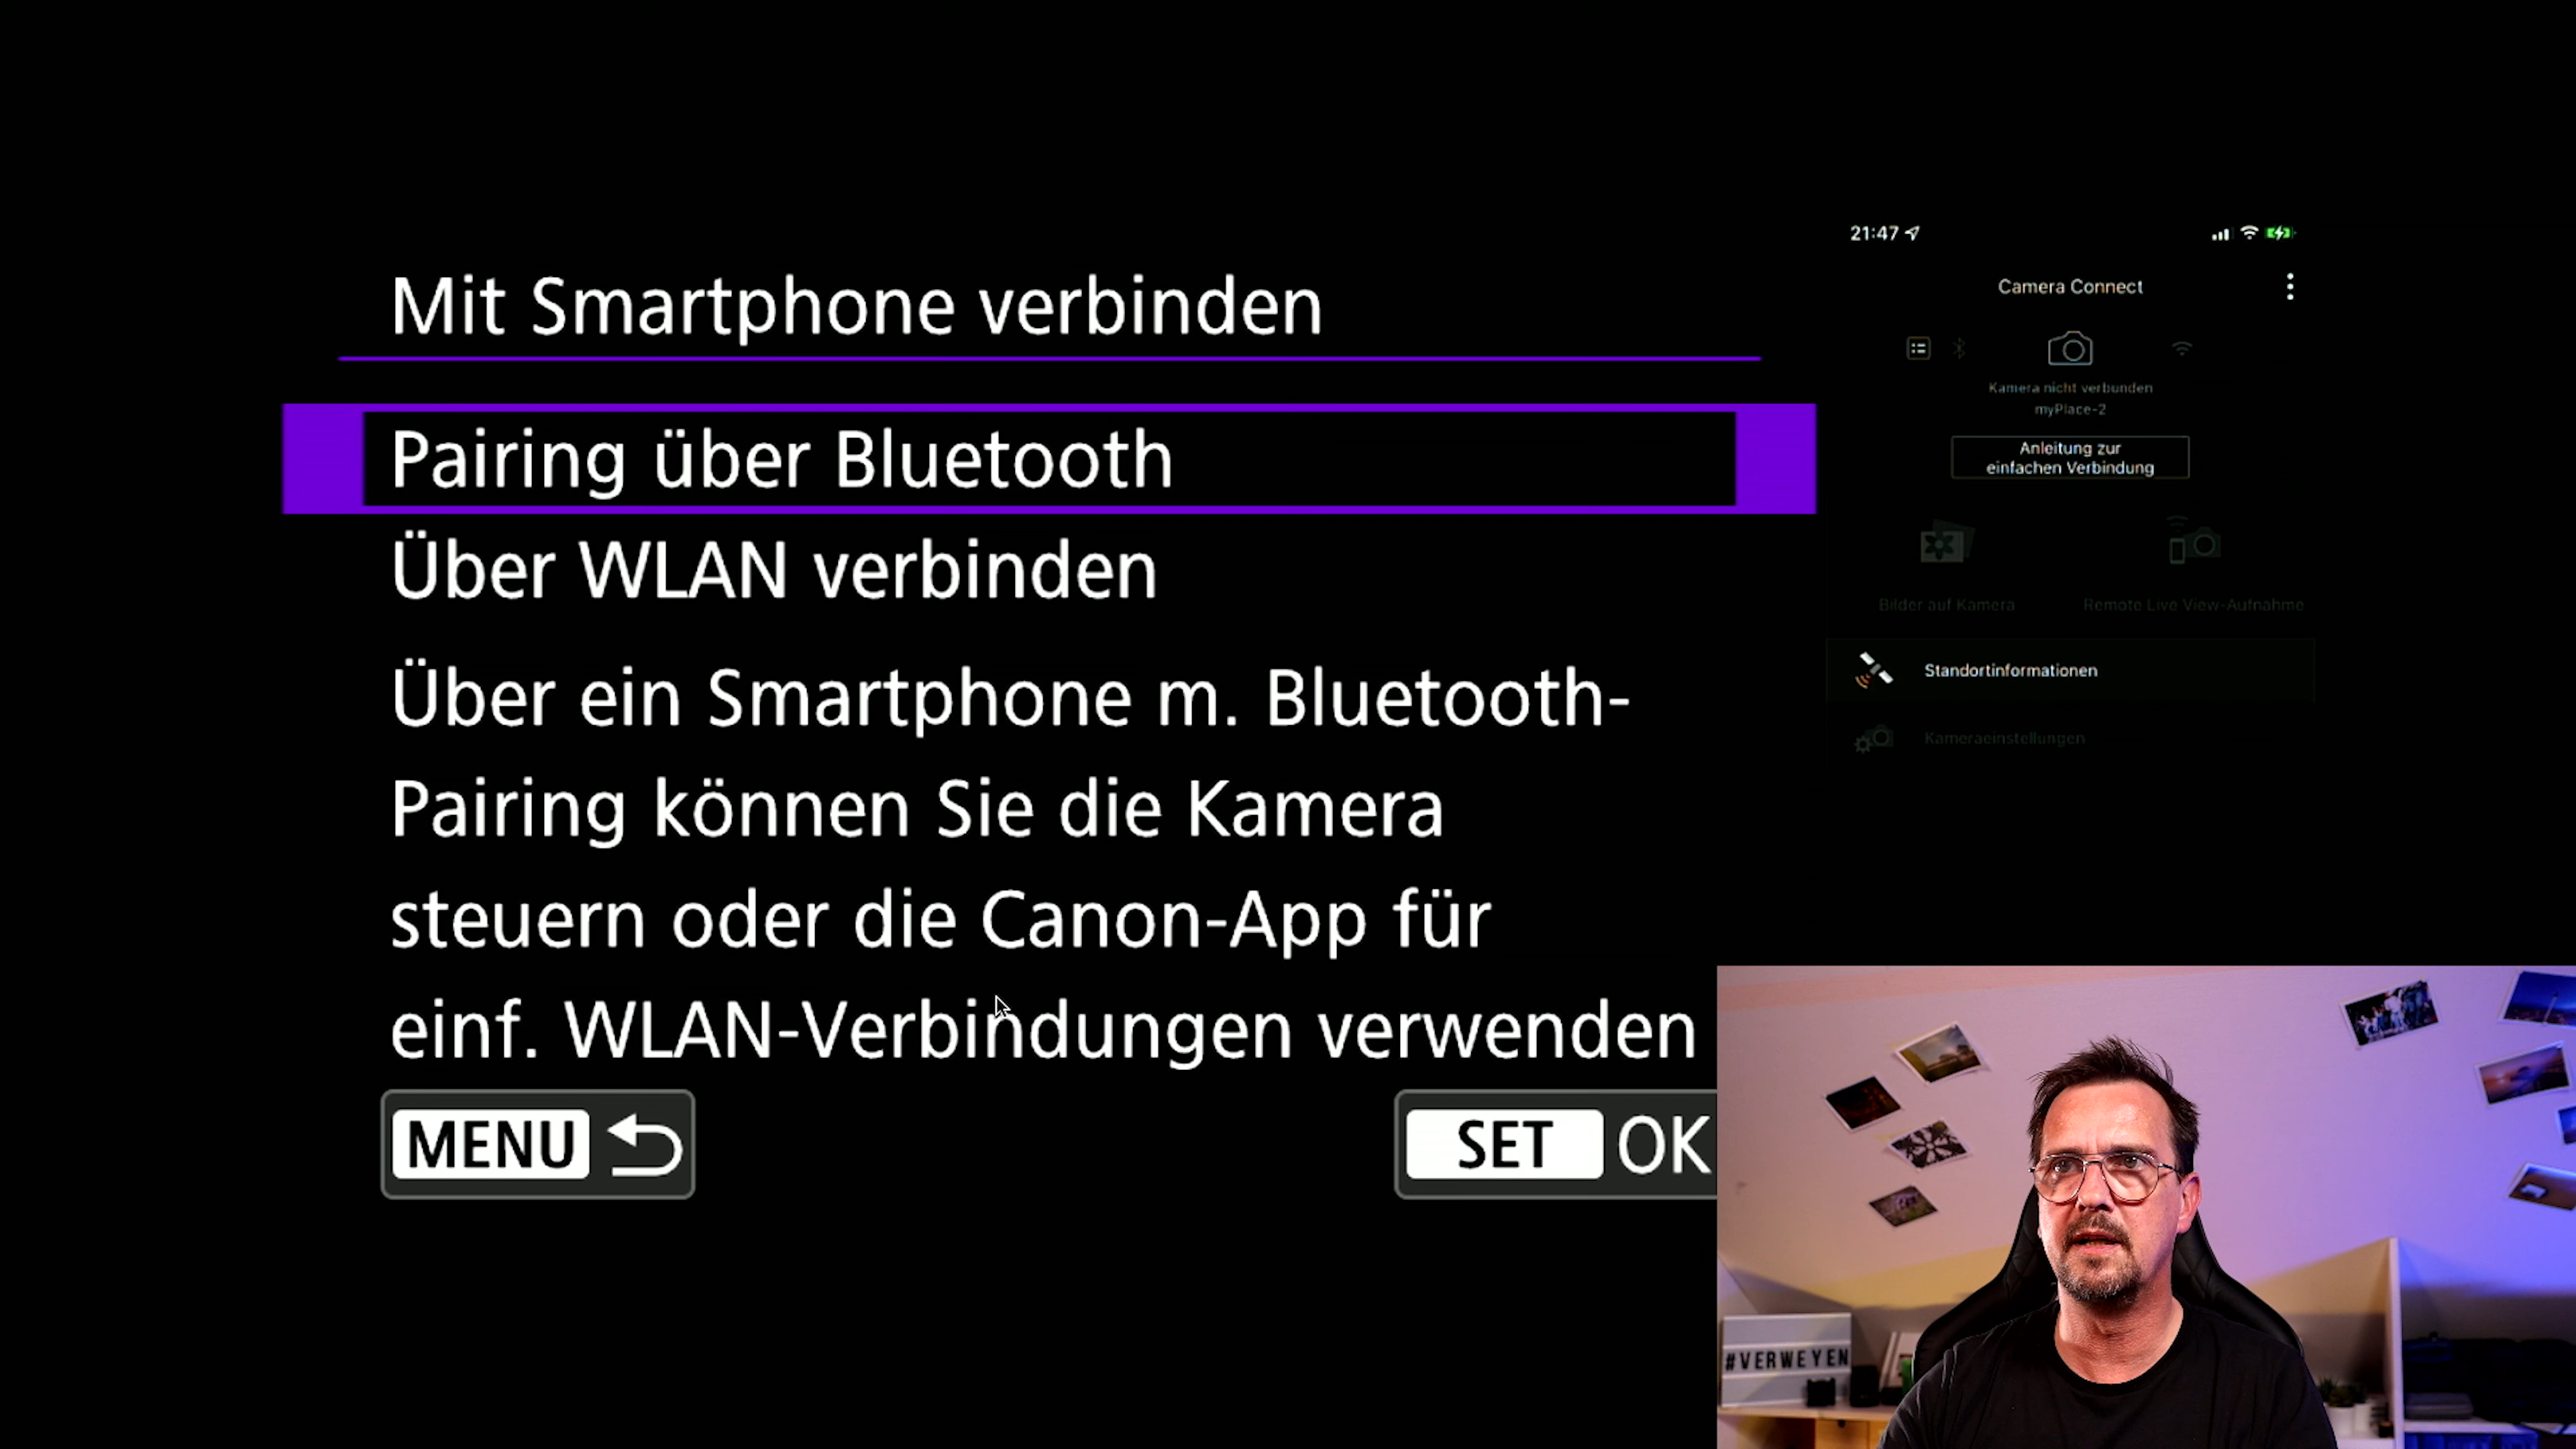 Mit Smartphone verbinden
Pairing über Bluetooth
Über WLAN verbinden
Über ein Smartphone m. Bluetooth-
Pairing können Sie die Kamera
steuern oder die Canon-App für
einf. WLAN-Verbindungen verwenden
MENU
SET OK
21:47
Camera Connect
Kamera nicht verbunden
myPlace-2
Anleitung zur
einfachen Verbindung
Bilder auf Kamera
Remote Live View-Aufnahme
Standortinformationen
Kameraeinstellungen
#VERWEYEN